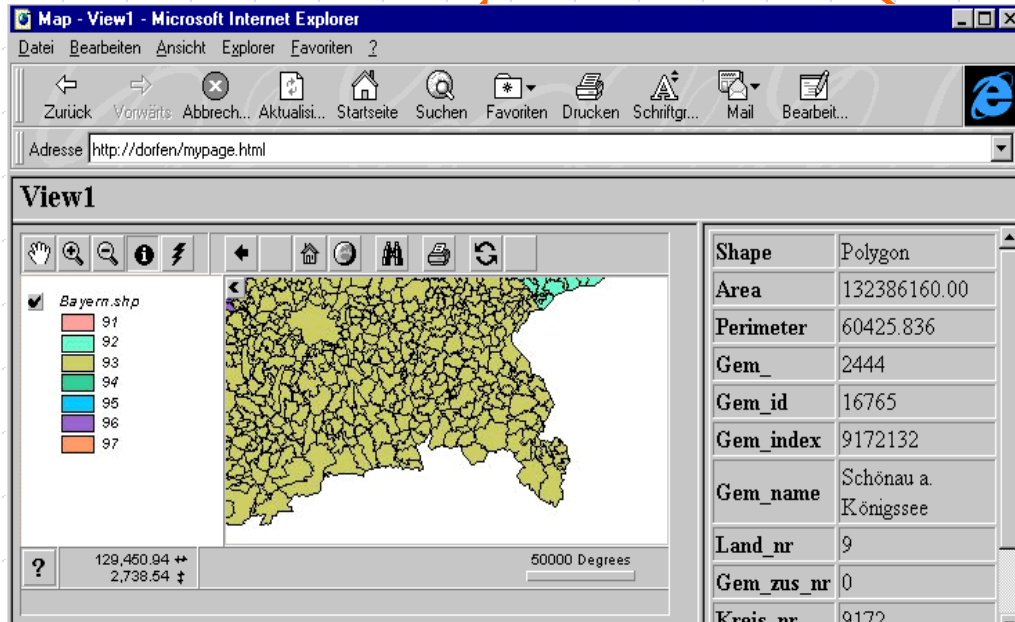 Map - View1 - Microsoft Internet Explorer
Datei Bearbeiten Ansicht Explorer Favoriten ?
Zurück Vorwärts Abbrech... Aktualisi... Startseite Suchen Favoriten Drucken Schriftgr... Mail Bearbeit...
Adresse http://dorfen/mypage.html
View1
Bayern.shp
91
92
93
94
95
96
97
?
129,450.94
2,738.54
50000 Degrees
Shape Polygon
Area 132386160.00
Perimeter 60425.836
Gem_ 2444
Gem_id 16765
Gem_index 9172132
Gem_name Schönau a.
Königssee
Land_nr 9
Gem_zus_nr 0
Kreis_nr 9172